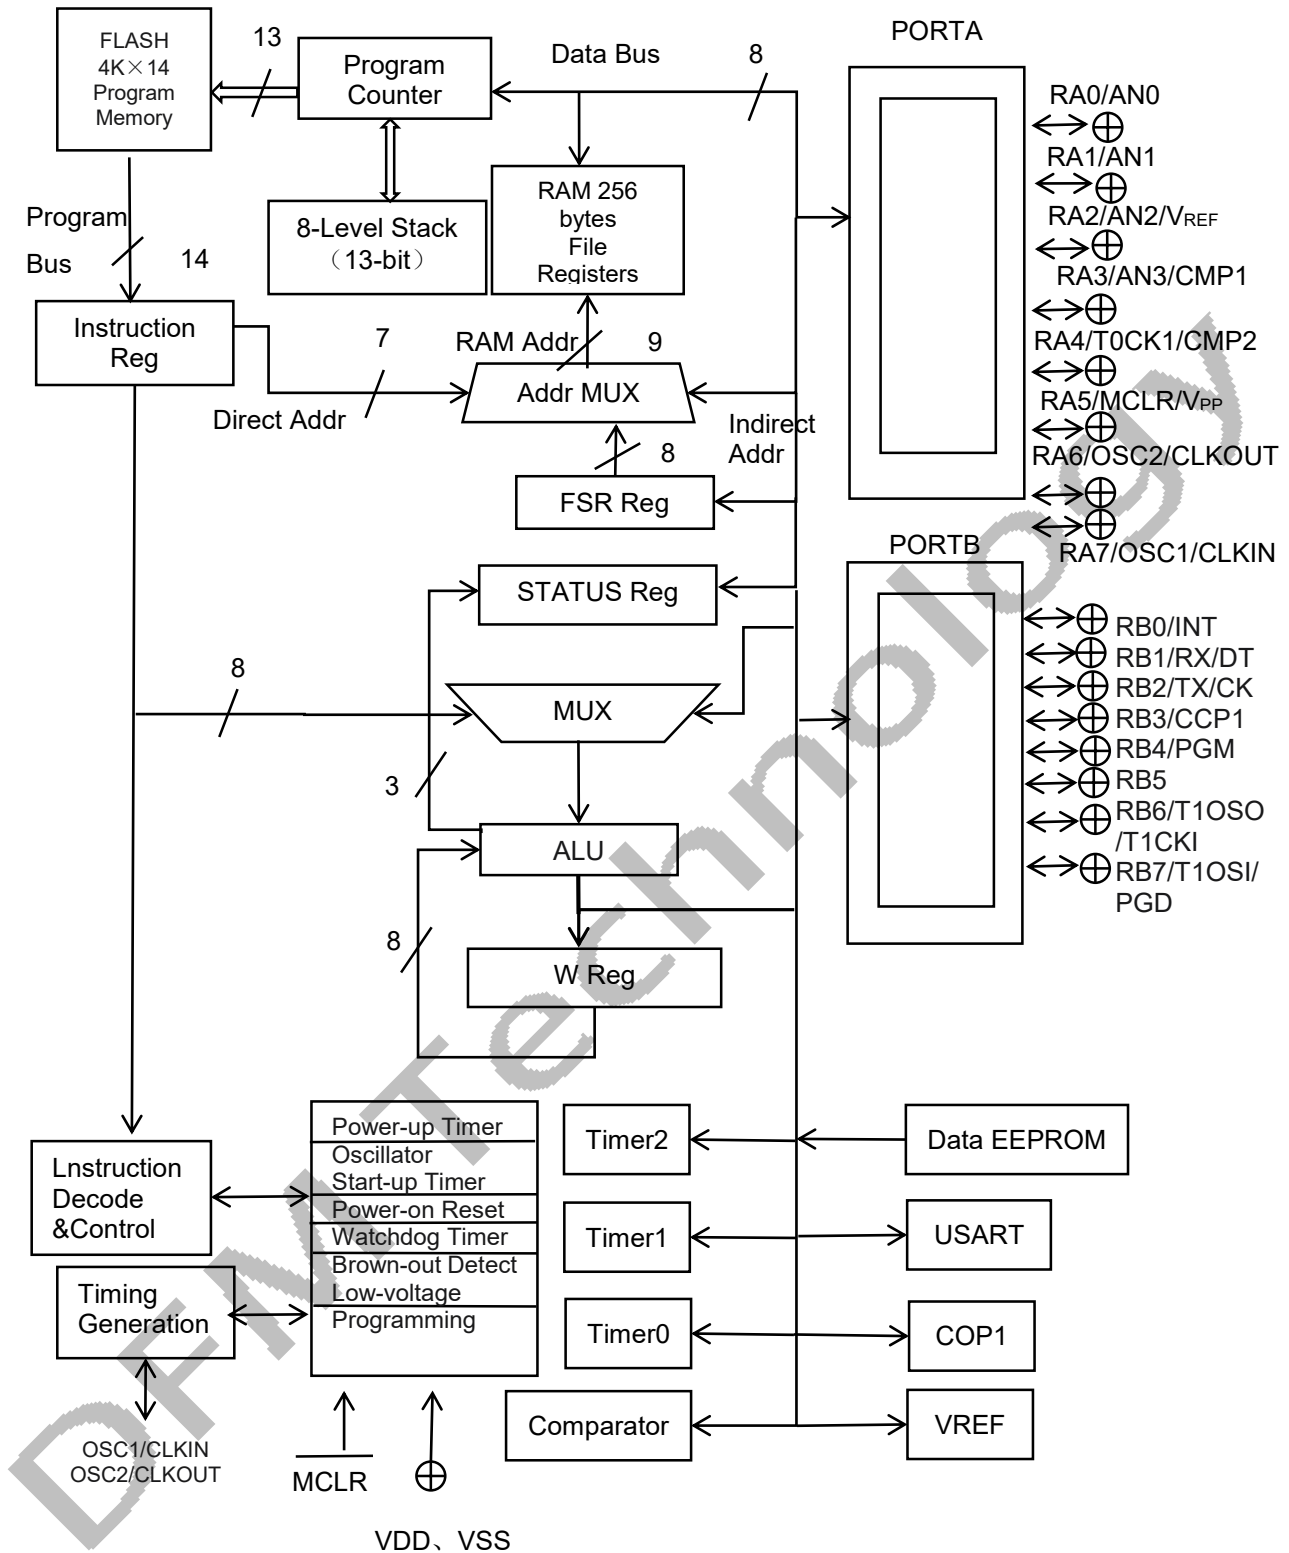 FLASH
4K×14
Program
Memory
13
Program
Counter
Data Bus
8
PORTA
8-Level Stack
（13-bit）
RAM 256
bytes
File
Registers
Program
Bus
14
Instruction
Reg
7
Direct Addr
RAM Addr
9
Addr MUX
Indirect
Addr
8
FSR Reg
STATUS Reg
8
MUX
3
ALU
8
W Reg
RA0/AN0
RA1/AN1
RA2/AN2/VREF
RA3/AN3/CMP1
RA4/T0CK1/CMP2
RA5/MCLR/VPP
RA6/OSC2/CLKOUT
RA7/OSC1/CLKIN
PORTB
RB0/INT
RB1/RX/DT
RB2/TX/CK
RB3/CCP1
RB4/PGM
RB5
RB6/T1OSO
/T1CKI
RB7/T1OSI/
PGD
Lnstruction
Decode
&Control
Timing
Generation
OSC1/CLKIN
OSC2/CLKOUT
Power-up Timer
Oscillator
Start-up Timer
Power-on Reset
Watchdog Timer
Brown-out Detect
Low-voltage
Programming
MCLR
VDD、VSS
Timer2
Timer1
Timer0
Comparator
Data EEPROM
USART
COP1
VREF
DFM Technology